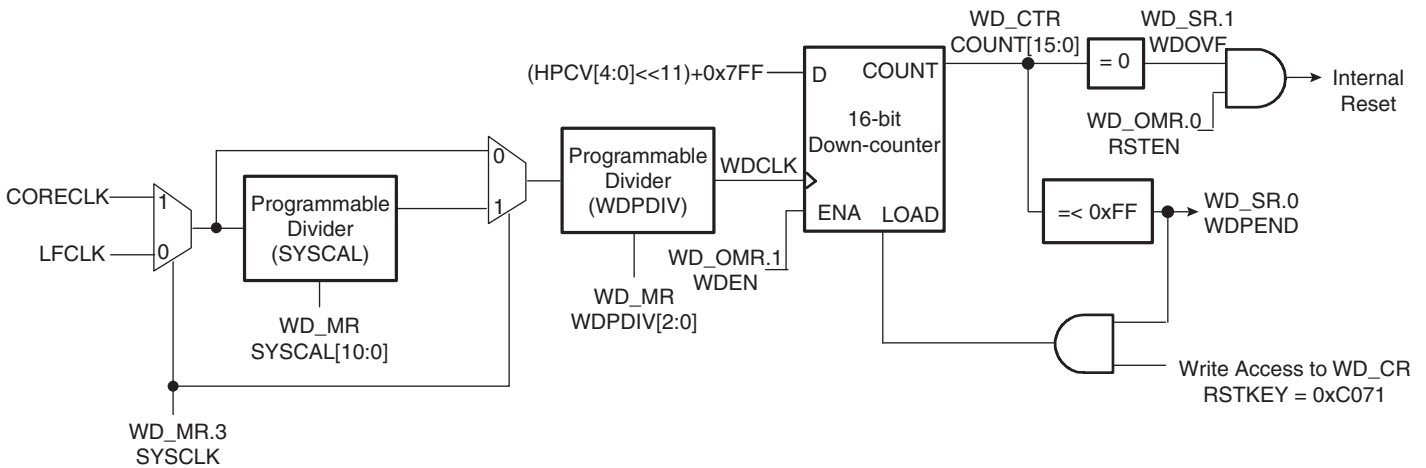 WD_CTR
COUNT[15:0]
WD_SR.1
WDOVF
(HPCV[4:0]<<11)+0x7FF
D
COUNT
= 0
Internal
Reset
16-bit
Down-counter
WD_OMR.0
RSTEN
CORECLK
LFCLK
1
0
Programmable
Divider
(SYSCAL)
0
1
Programmable
Divider
(WDPDIV)
WDCLK
ENA
LOAD
=< 0xFF
WD_SR.0
WDPEND
WD_OMR.1
WDEN
WD_MR
SYSCAL[10:0]
WD_MR
WDPDIV[2:0]
Write Access to WD_CR
RSTKEY = 0xC071
WD_MR.3
SYSCLK